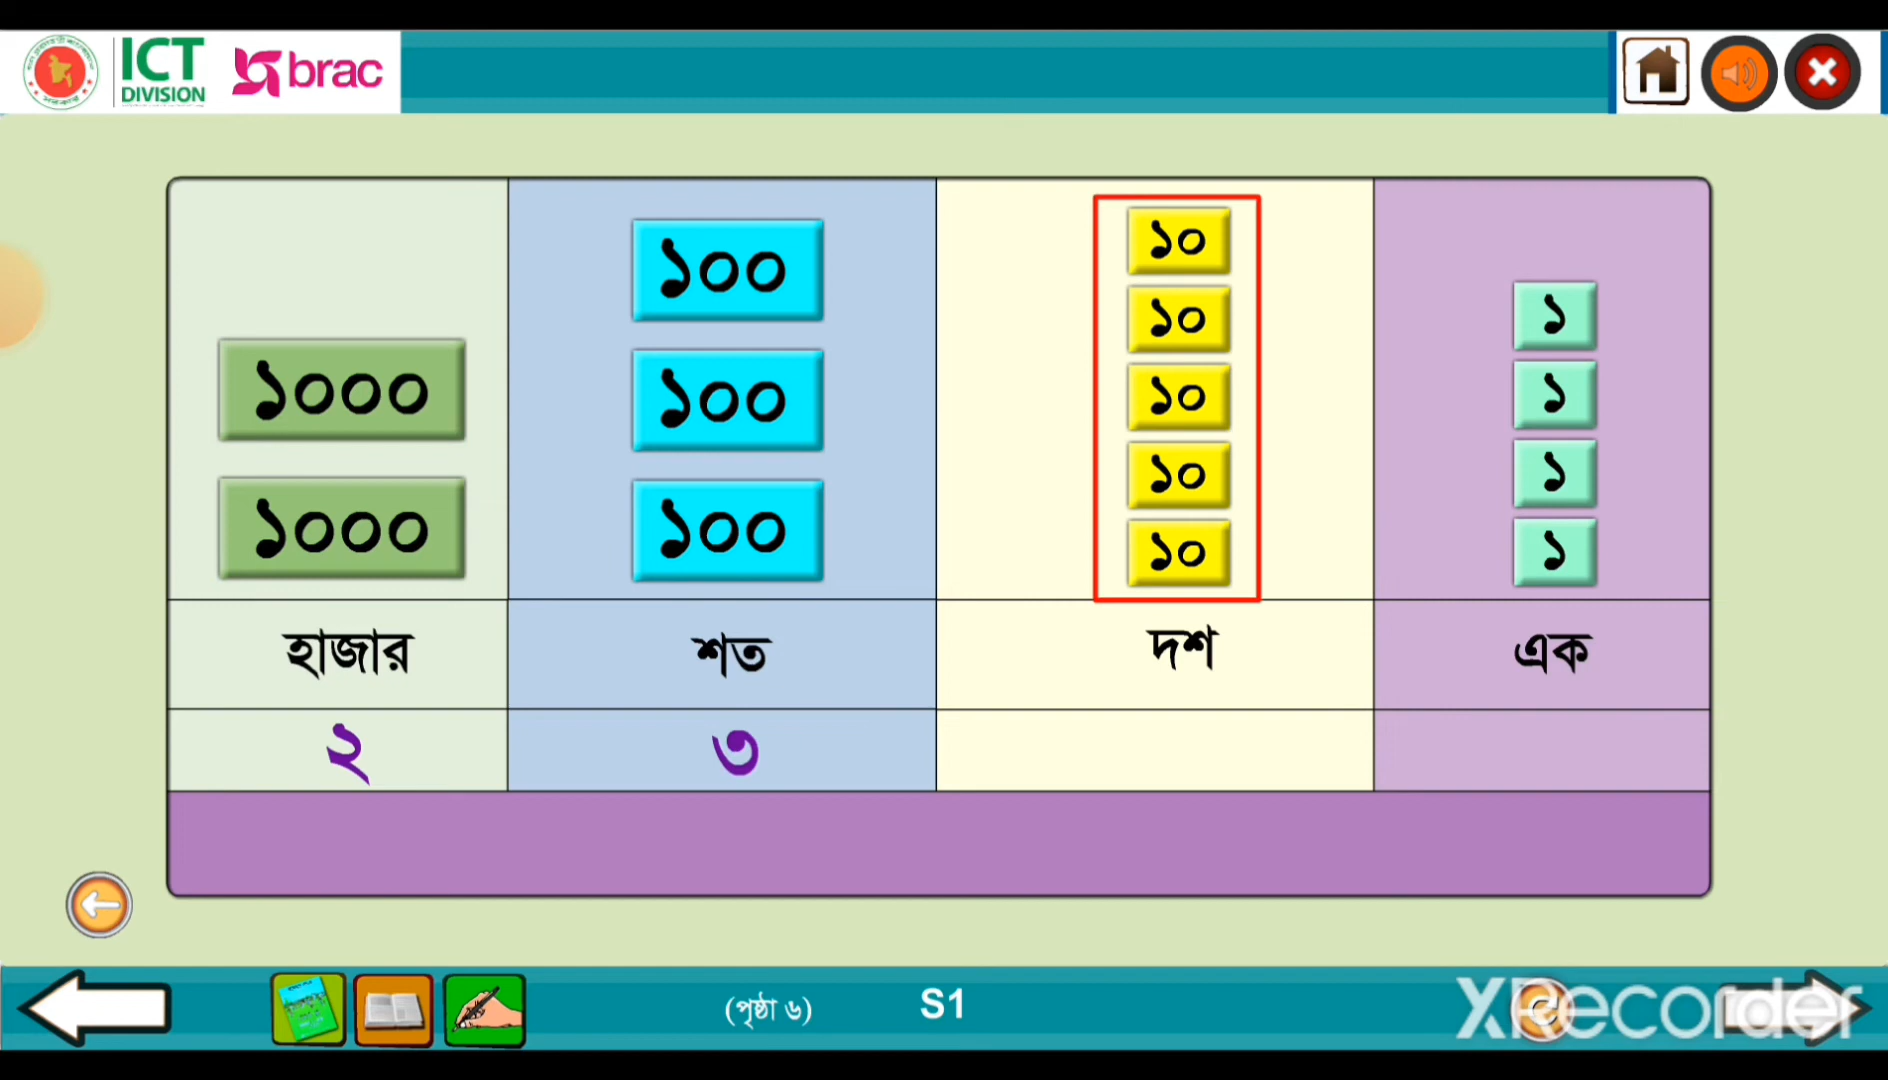 ICT
DIVISION
brac
১০০০
১০০০
১০০
১০০
১০০
১০
১০
১০
১০
১০
১
১
১
১
হাজার শত দশ এক
২ ৩
(পৃষ্ঠা ৬) S1
XRecorder